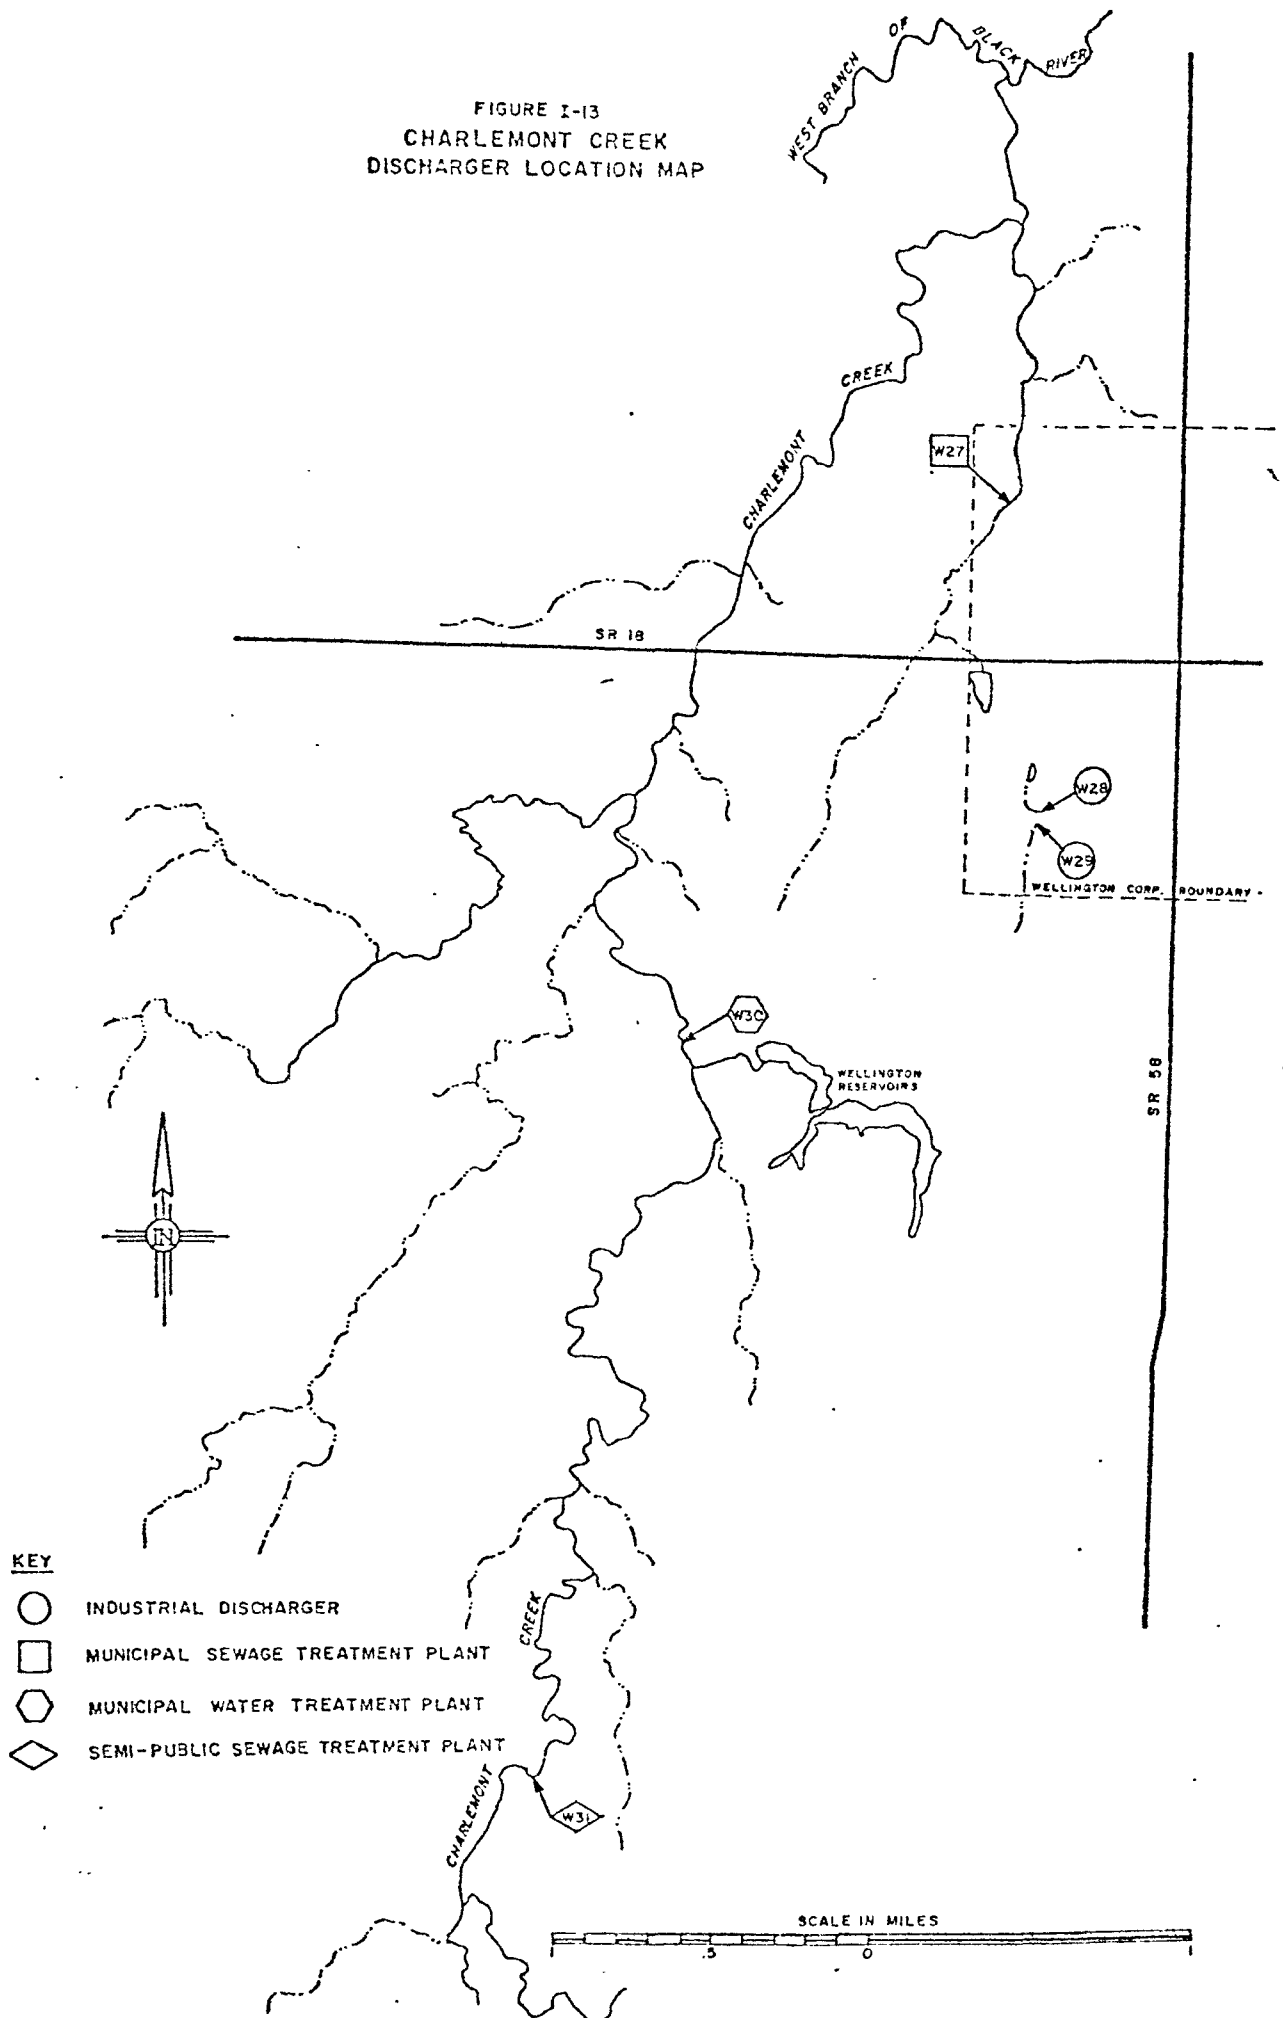 WEST BRANCH OF BLACK RIVER
FIGURE I-13
CHARLEMONT CREEK
DISCHARGER LOCATION MAP
CHARLEMONT CREEK
W27
SR 18
W28
W29
WELLINGTON CORP. BOUNDARY
W30
WELLINGTON
RESERVOIRS
SR 58
N
KEY
INDUSTRIAL DISCHARGER
MUNICIPAL SEWAGE TREATMENT PLANT
MUNICIPAL WATER TREATMENT PLANT
SEMI-PUBLIC SEWAGE TREATMENT PLANT
CHARLEMONT CREEK
W31
SCALE IN MILES
1 .5 0 1